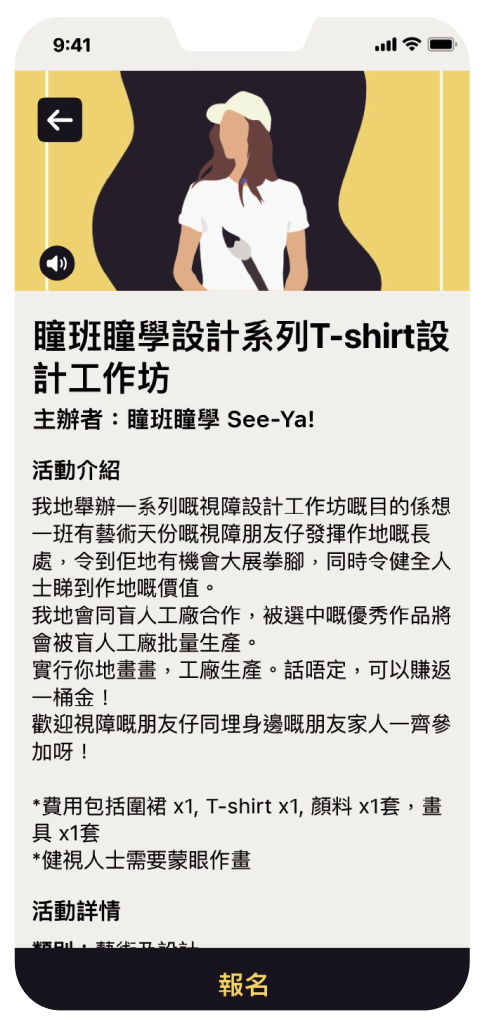 9:41
瞳班瞳學設計系列T-shirt設
計工作坊
主辦者：瞳班瞳學 See-Ya!
活動介紹
我地舉辦一系列嘅視障設計工作坊嘅目的係想
一班有藝術天份嘅視障朋友仔發揮作地嘅長
處，令到佢地有機會大展拳腳，同時令健全人
士睇到作地嘅價值。
我地會同盲人工廠合作，被選中嘅優秀作品將
會被盲人工廠批量生產。
實行你地畫畫，工廠生產。話唔定，可以賺返
一桶金！
歡迎視障嘅朋友仔同埋身邊嘅朋友家人一齊參
加呀！
*費用包括圍裙 x1, T-shirt x1, 顏料 x1套，畫
具 x1套
*健視人士需要蒙眼作畫
活動詳情
類別：藝術及設計
報名